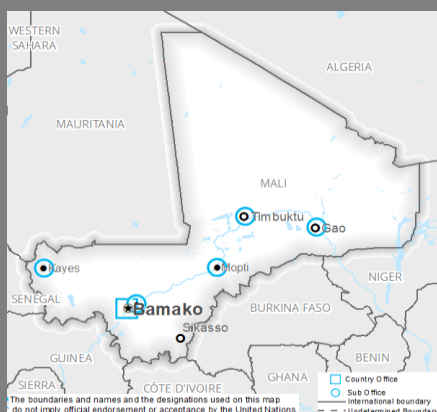 WESTERN
SAHARA
ALGERIA
MAURITANIA
MALI
Timbuktu
Gao
Kayes
Mopti
NIGER
SENEGAL
Bamako
BURKINA FASO
Sikasso
GUINEA
BENIN
GHANA
SIERRA
CÔTE D'IVOIRE
Country Office
Sub Office
International boundary
Undetermined Boundary
The boundaries and names and the designations used on this map
do not imply official endorsement or acceptance by the United Nations